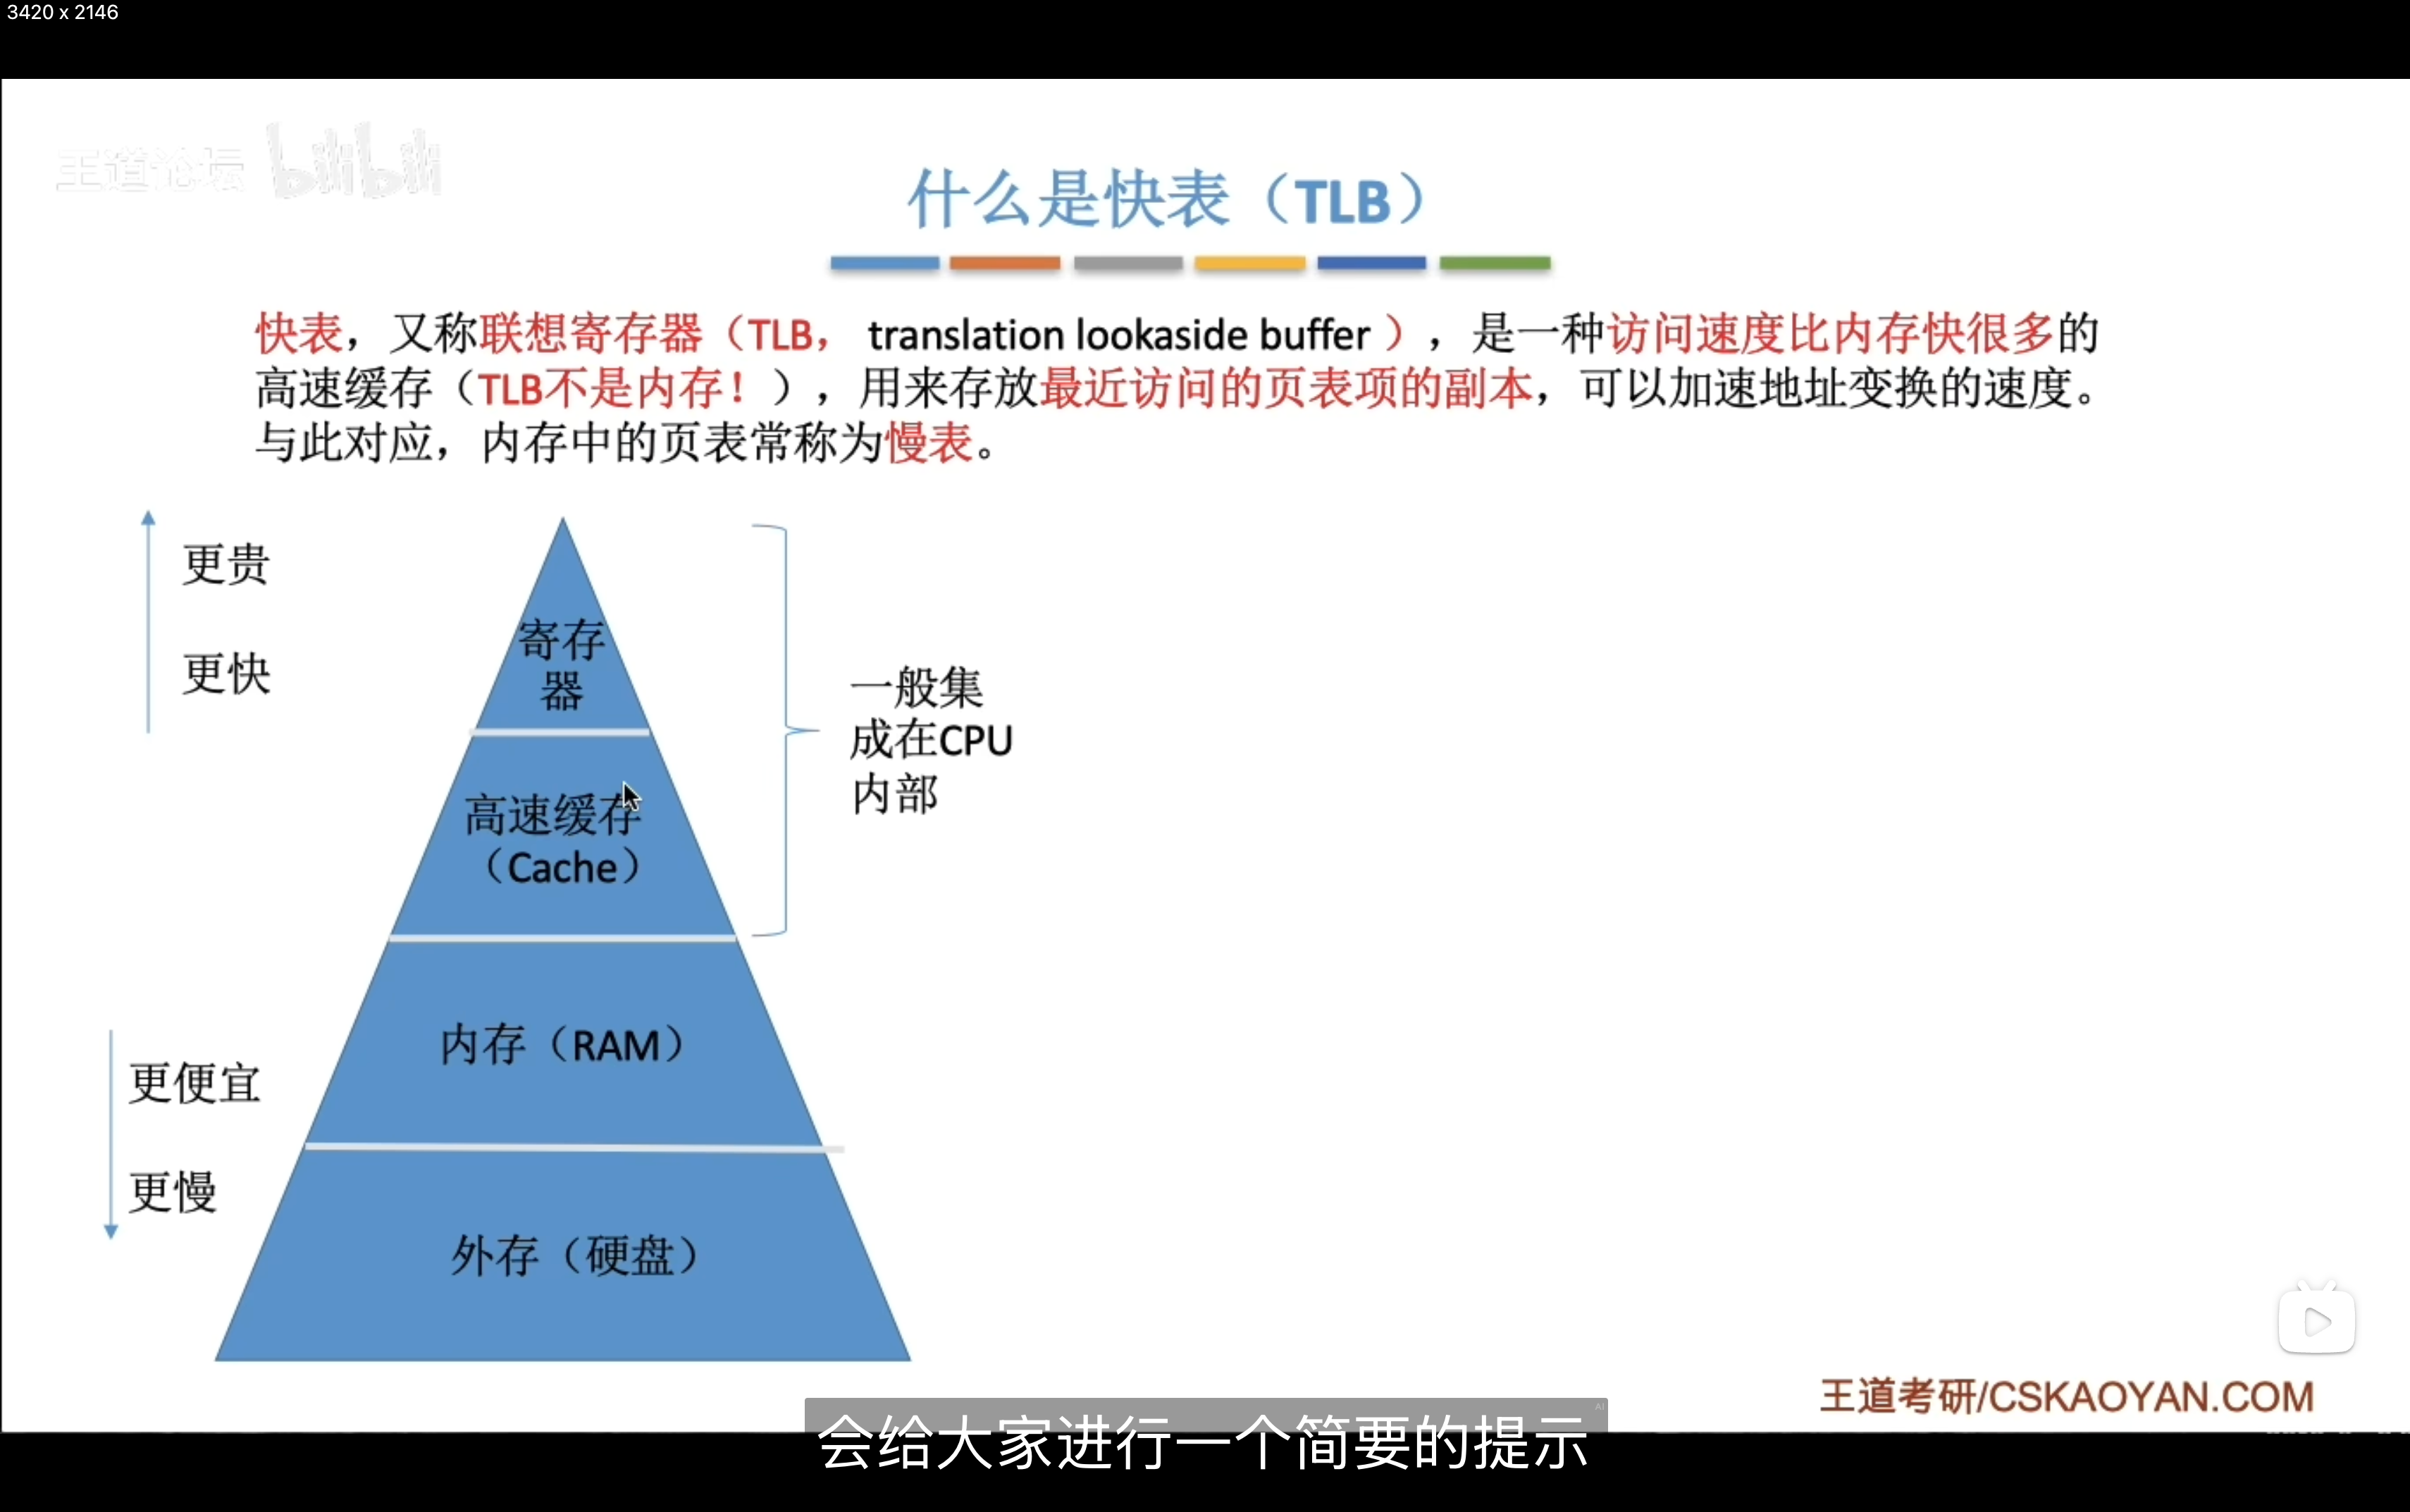 3420 x 2146
王道论坛 bilibili
什么是快表（TLB）
快表，又称联想寄存器（TLB， translation lookaside buffer ），是一种访问速度比内存快很多的
高速缓存（TLB不是内存！），用来存放最近访问的页表项的副本，可以加速地址变换的速度。
与此对应，内存中的页表常称为慢表。
更贵
更快
寄存
器
高速缓存
（Cache）
一般集
成在CPU
内部
内存（RAM）
更便宜
更慢
外存（硬盘）
王道考研/CSKAOYAN.COM
AI
会给大家进行一个简要的提示